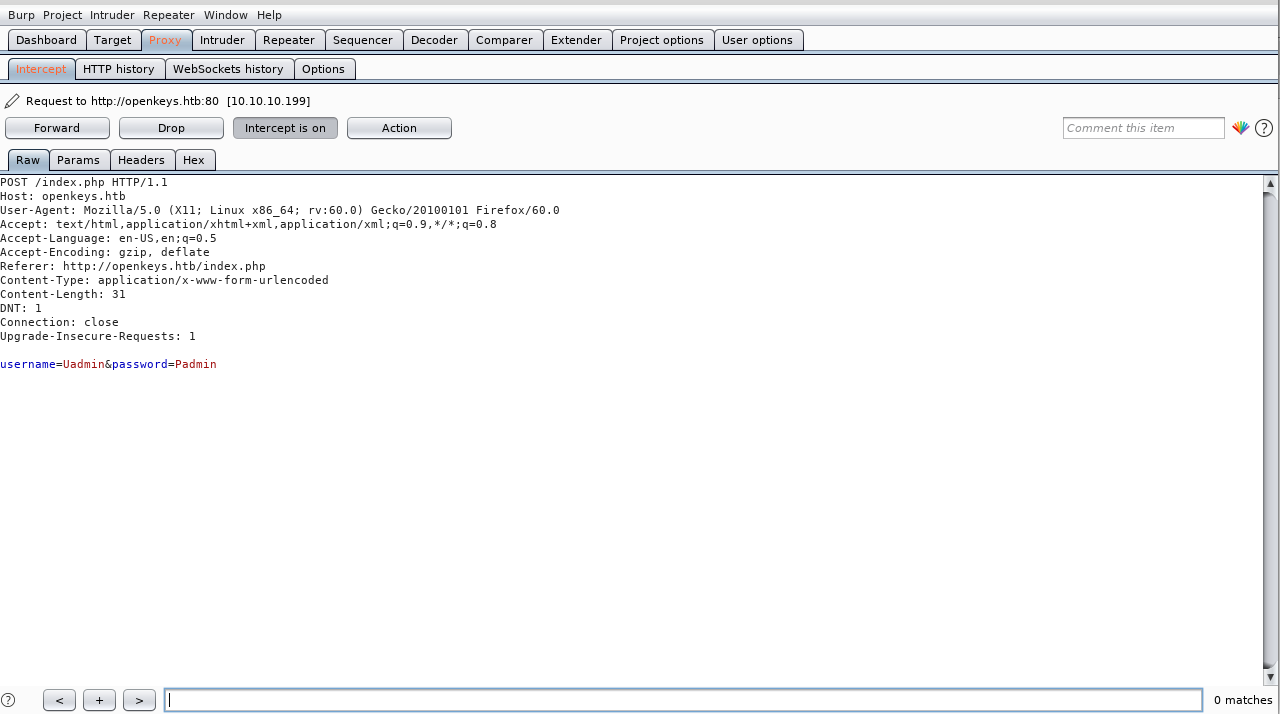 Burp Project Intruder Repeater Window Help
Dashboard Target Proxy Intruder Repeater Sequencer Decoder Comparer Extender Project options User options
Intercept HTTP history WebSockets history Options
Request to http://openkeys.htb:80 [10.10.10.199]
Forward Drop Intercept is on Action Comment this item ?
Raw Params Headers Hex
POST /index.php HTTP/1.1
Host: openkeys.htb
User-Agent: Mozilla/5.0 (X11; Linux x86_64; rv:60.0) Gecko/20100101 Firefox/60.0
Accept: text/html,application/xhtml+xml,application/xml;q=0.9,*/*;q=0.8
Accept-Language: en-US,en;q=0.5
Accept-Encoding: gzip, deflate
Referer: http://openkeys.htb/index.php
Content-Type: application/x-www-form-urlencoded
Content-Length: 31
DNT: 1
Connection: close
Upgrade-Insecure-Requests: 1
username=Uadmin&password=Padmin
? < + > 0 matches